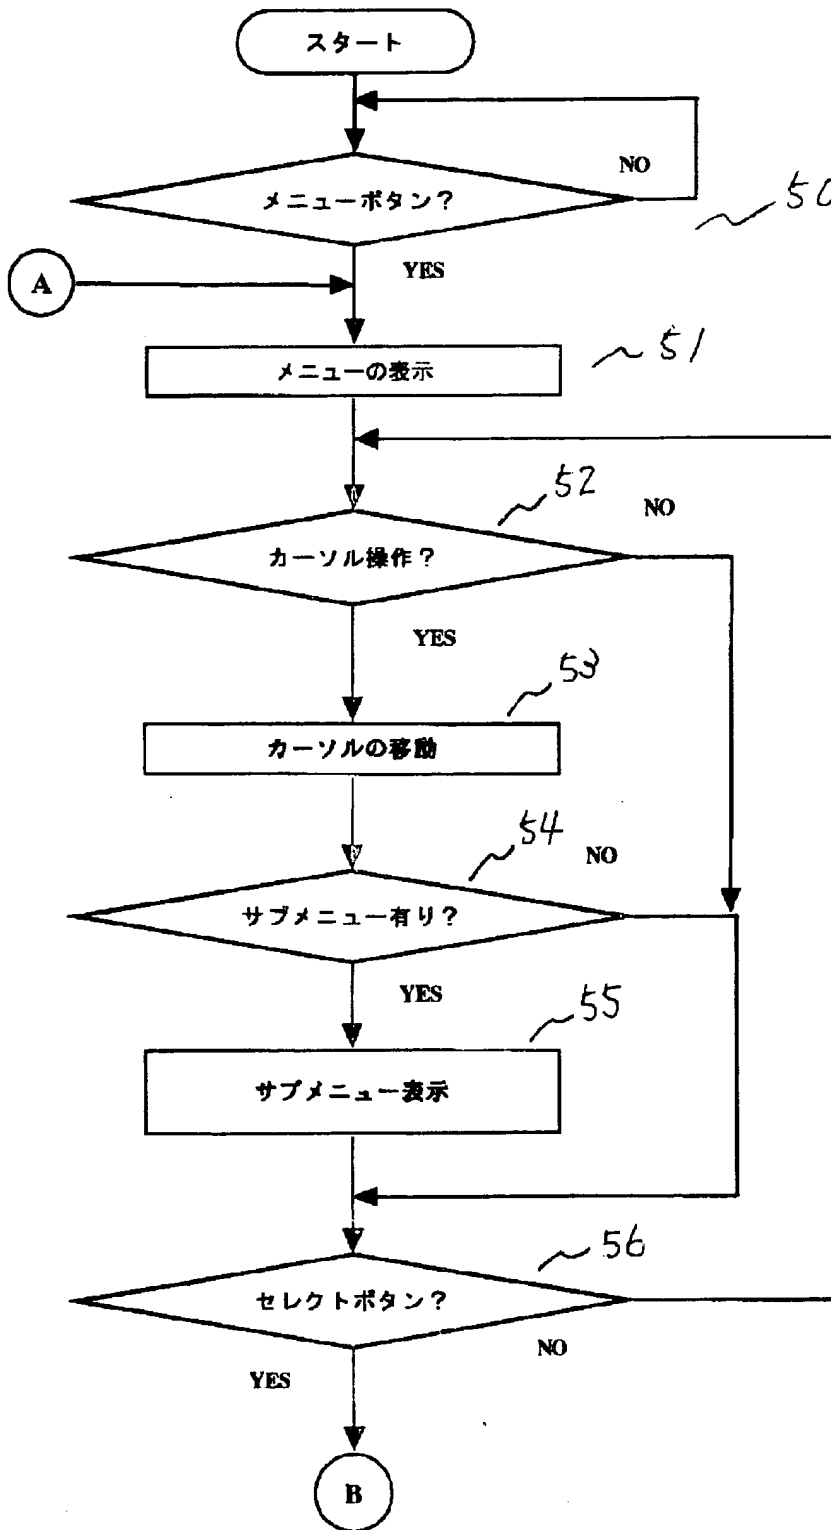 スタート
NO
メニューボタン?
50
A
YES
メニューの表示
51
52
NO
カーソル操作?
YES
53
カーソルの移動
54
NO
サブメニュー有り?
YES
55
サブメニュー表示
56
セレクトボタン?
NO
YES
B